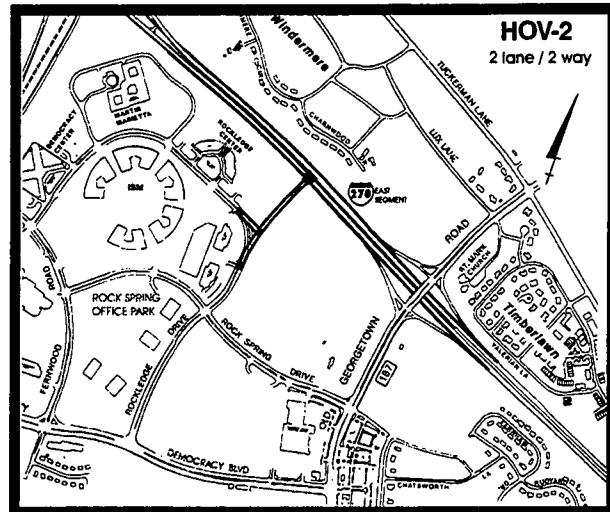 HOV-2
2 lane / 2 way
Windermere
TUCKERMAN LANE
MARTIN
MARIETTA
DEMOCRACY
CENTER
ROCKLEDGE
CENTER
CHARNWOOD
LUX LANE
IBM
270
EAST
SEGMENT
ROAD
ST. MARK
CHURCH
Timberlawn
ROCK SPRING
OFFICE PARK
ROAD
FERNWOOD
ROCKLEDGE
DRIVE
ROCK SPRING
DRIVE
GEORGETOWN
187
DEMOCRACY BLVD
CHATSWORTH
LA